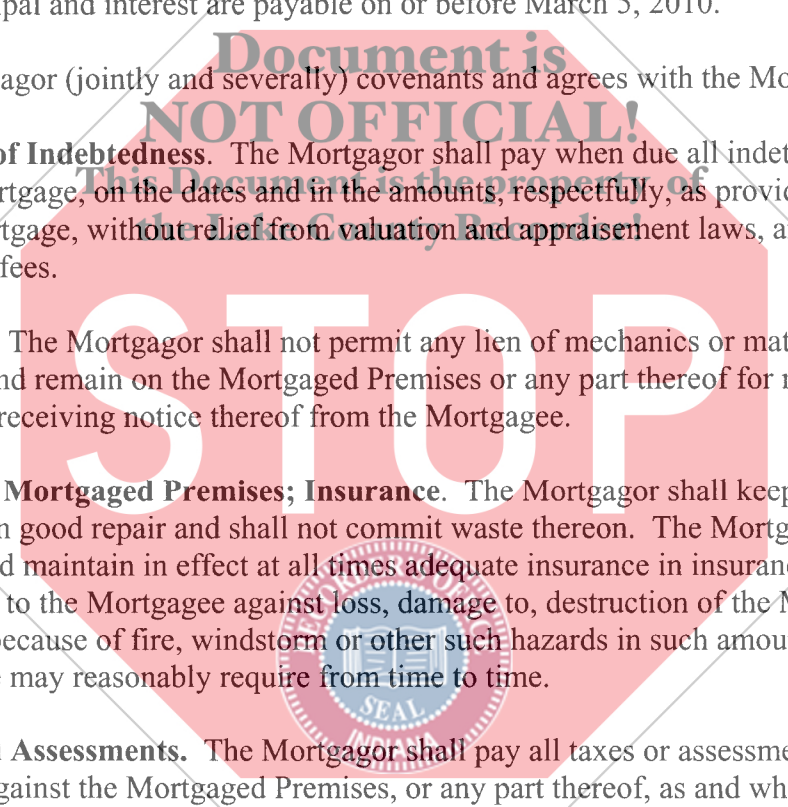 pal and interest are payable on or before March 5, 2010.
Document is
agor (jointly and severally) covenants and agrees with the Mo
NOT OFFICIAL!
of Indebtedness. The Mortgagor shall pay when due all indet
This Document is the property of
rtgage, on the dates and in the amounts, respectfully, as provid
the Lake County Recorder!
tgage, without relief from valuation and appraisement laws, a
fees.
The Mortgagor shall not permit any lien of mechanics or mat
nd remain on the Mortgaged Premises or any part thereof for
receiving notice thereof from the Mortgagee.
STOP
Mortgaged Premises; Insurance. The Mortgagor shall keep
n good repair and shall not commit waste thereon. The Mortg
d maintain in effect at all times adequate insurance in insuranc
to the Mortgagee against loss, damage to, destruction of the M
because of fire, windstorm or other such hazards in such amou
may reasonably require from time to time.
SEAL
INDIANA
Assessments. The Mortgagor shall pay all taxes or assessme
gainst the Mortgaged Premises, or any part thereof, as and wh